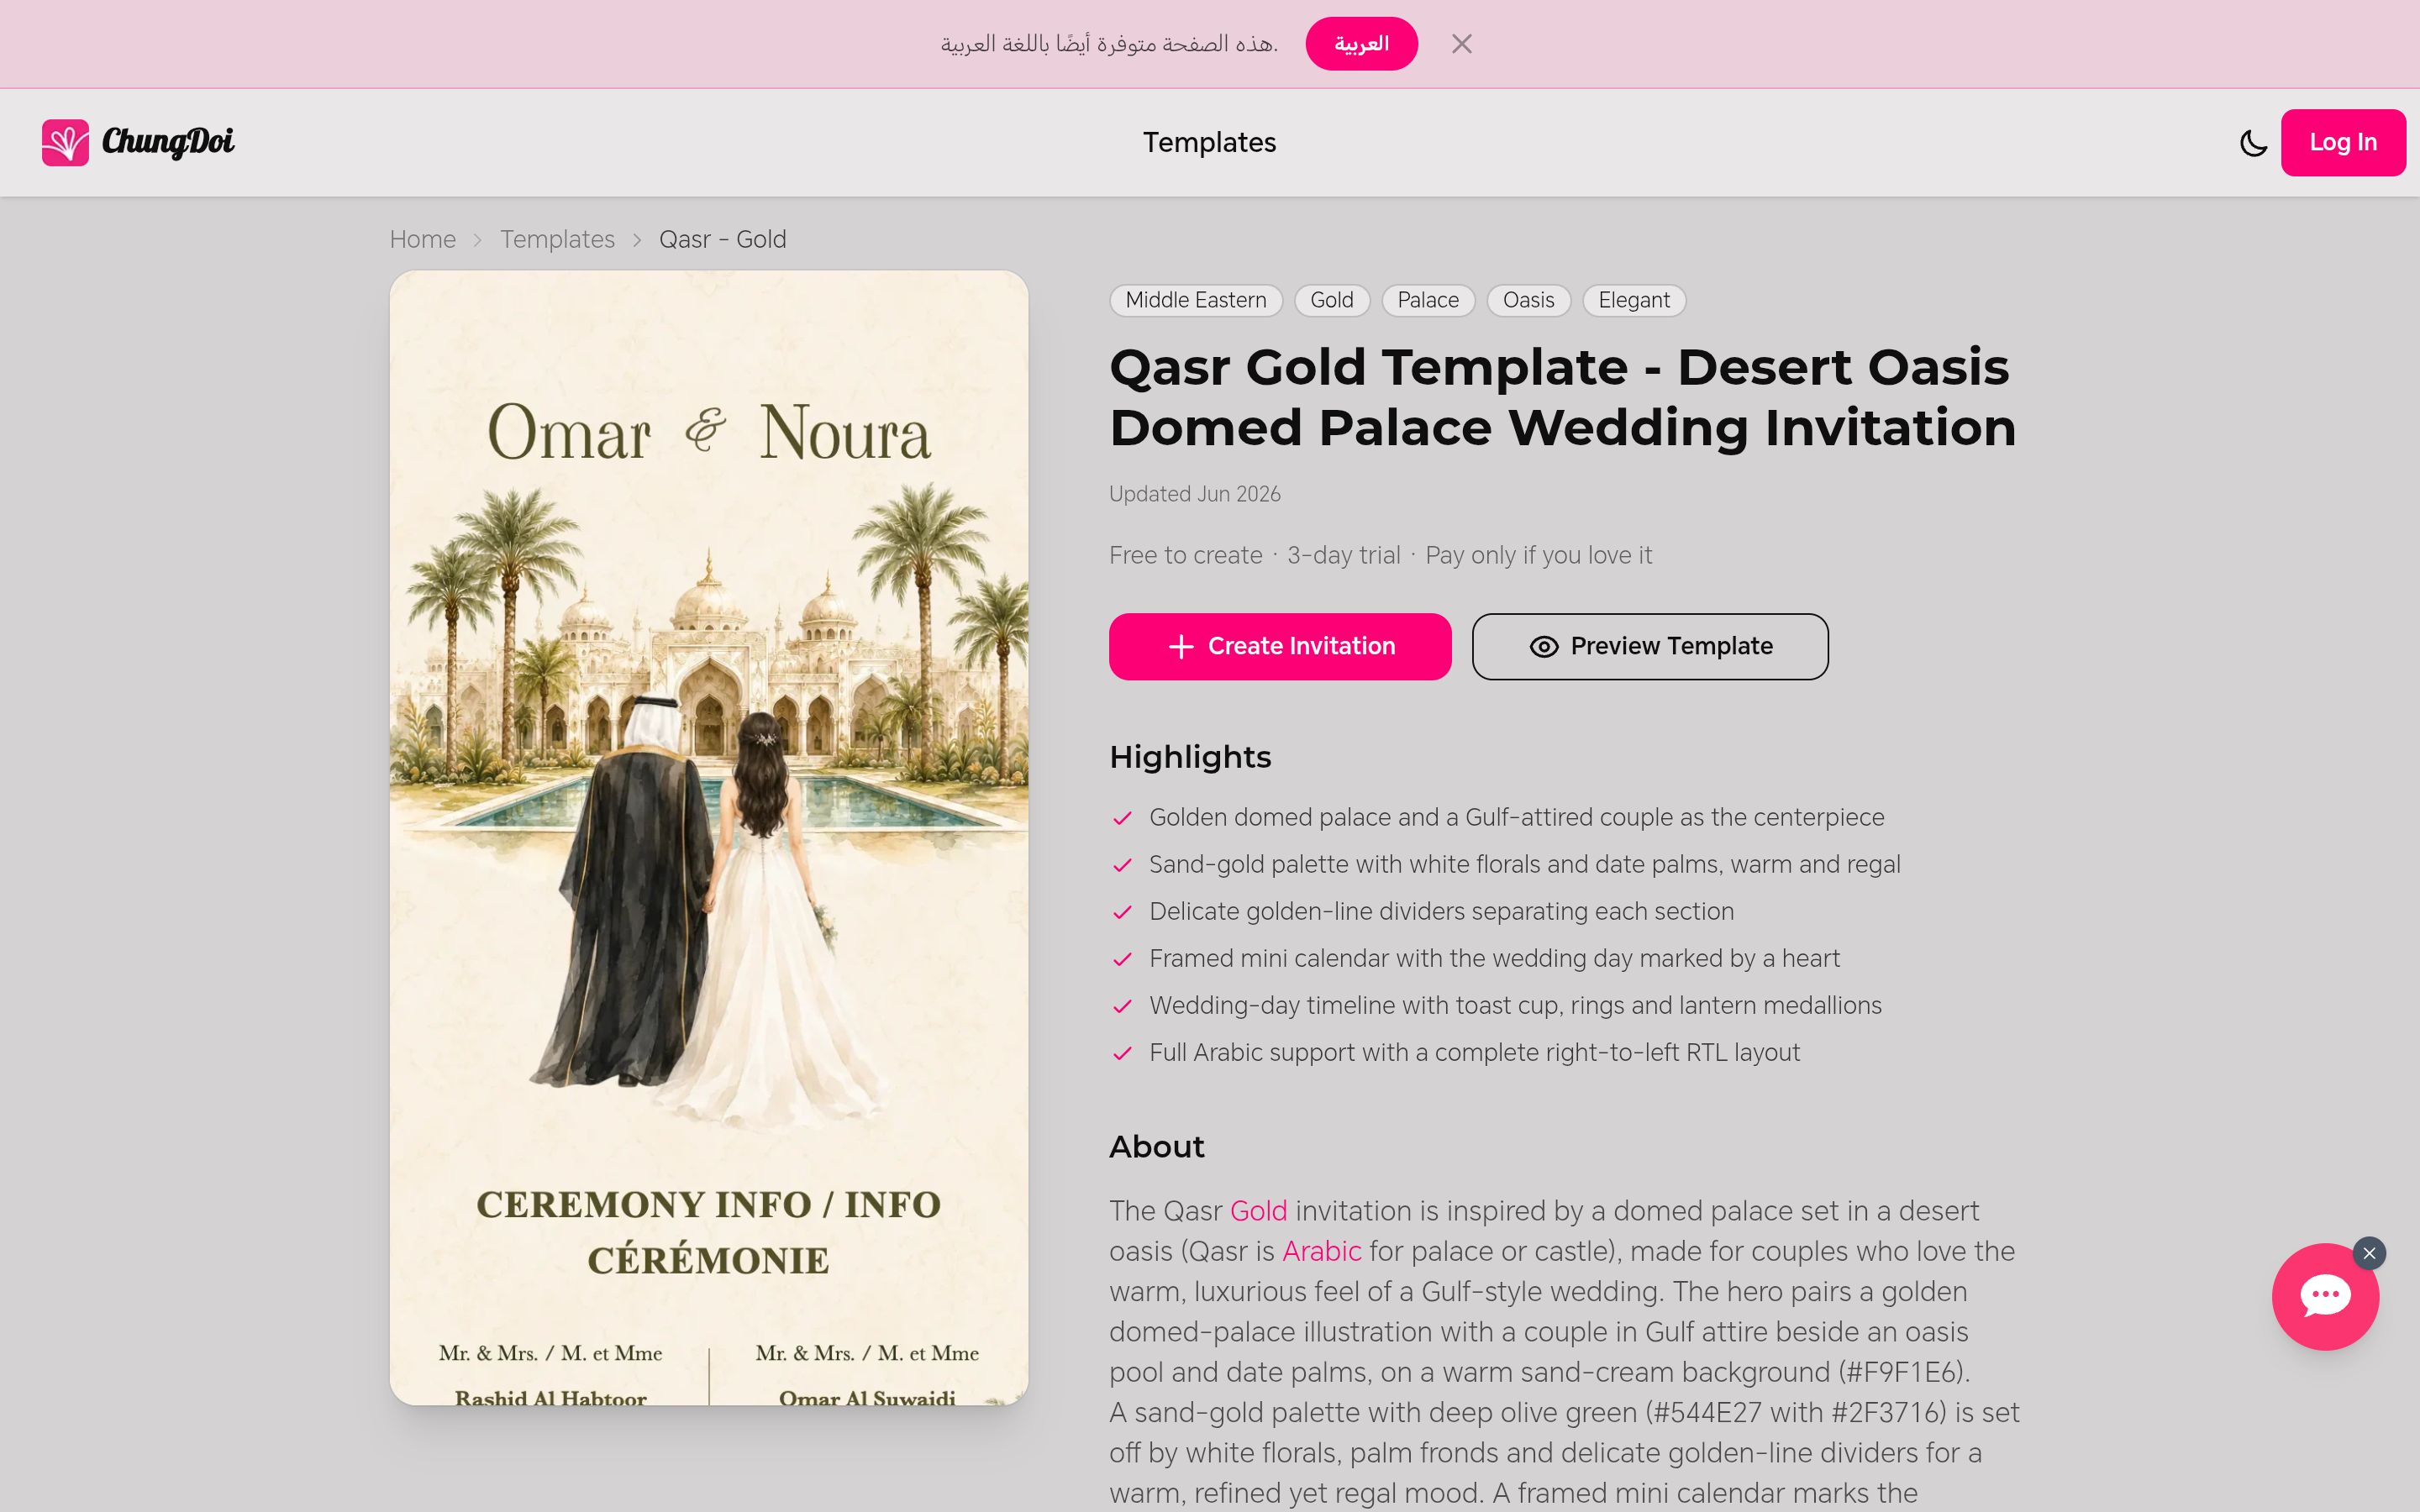 هذه الصفحة متوفرة أيضًا باللغة العربية.
العربية
ChungDoi
Templates
Log In
Home > Templates > Qasr - Gold
Omar & Noura
CEREMONY INFO / INFO
CÉRÉMONIE
Mr. & Mrs. / M. et Mme
Rashid Al Habtoor
Mr. & Mrs. / M. et Mme
Omar Al Suwaidi
Middle Eastern
Gold
Palace
Oasis
Elegant
Qasr Gold Template - Desert Oasis
Domed Palace Wedding Invitation
Updated Jun 2026
Free to create · 3-day trial · Pay only if you love it
Create Invitation
Preview Template
Highlights
Golden domed palace and a Gulf-attired couple as the centerpiece
Sand-gold palette with white florals and date palms, warm and regal
Delicate golden-line dividers separating each section
Framed mini calendar with the wedding day marked by a heart
Wedding-day timeline with toast cup, rings and lantern medallions
Full Arabic support with a complete right-to-left RTL layout
About
The Qasr Gold invitation is inspired by a domed palace set in a desert
oasis (Qasr is Arabic for palace or castle), made for couples who love the
warm, luxurious feel of a Gulf-style wedding. The hero pairs a golden
domed-palace illustration with a couple in Gulf attire beside an oasis
pool and date palms, on a warm sand-cream background (#F9F1E6).
A sand-gold palette with deep olive green (#544E27 with #2F3716) is set
off by white florals, palm fronds and delicate golden-line dividers for a
warm, refined yet regal mood. A framed mini calendar marks the